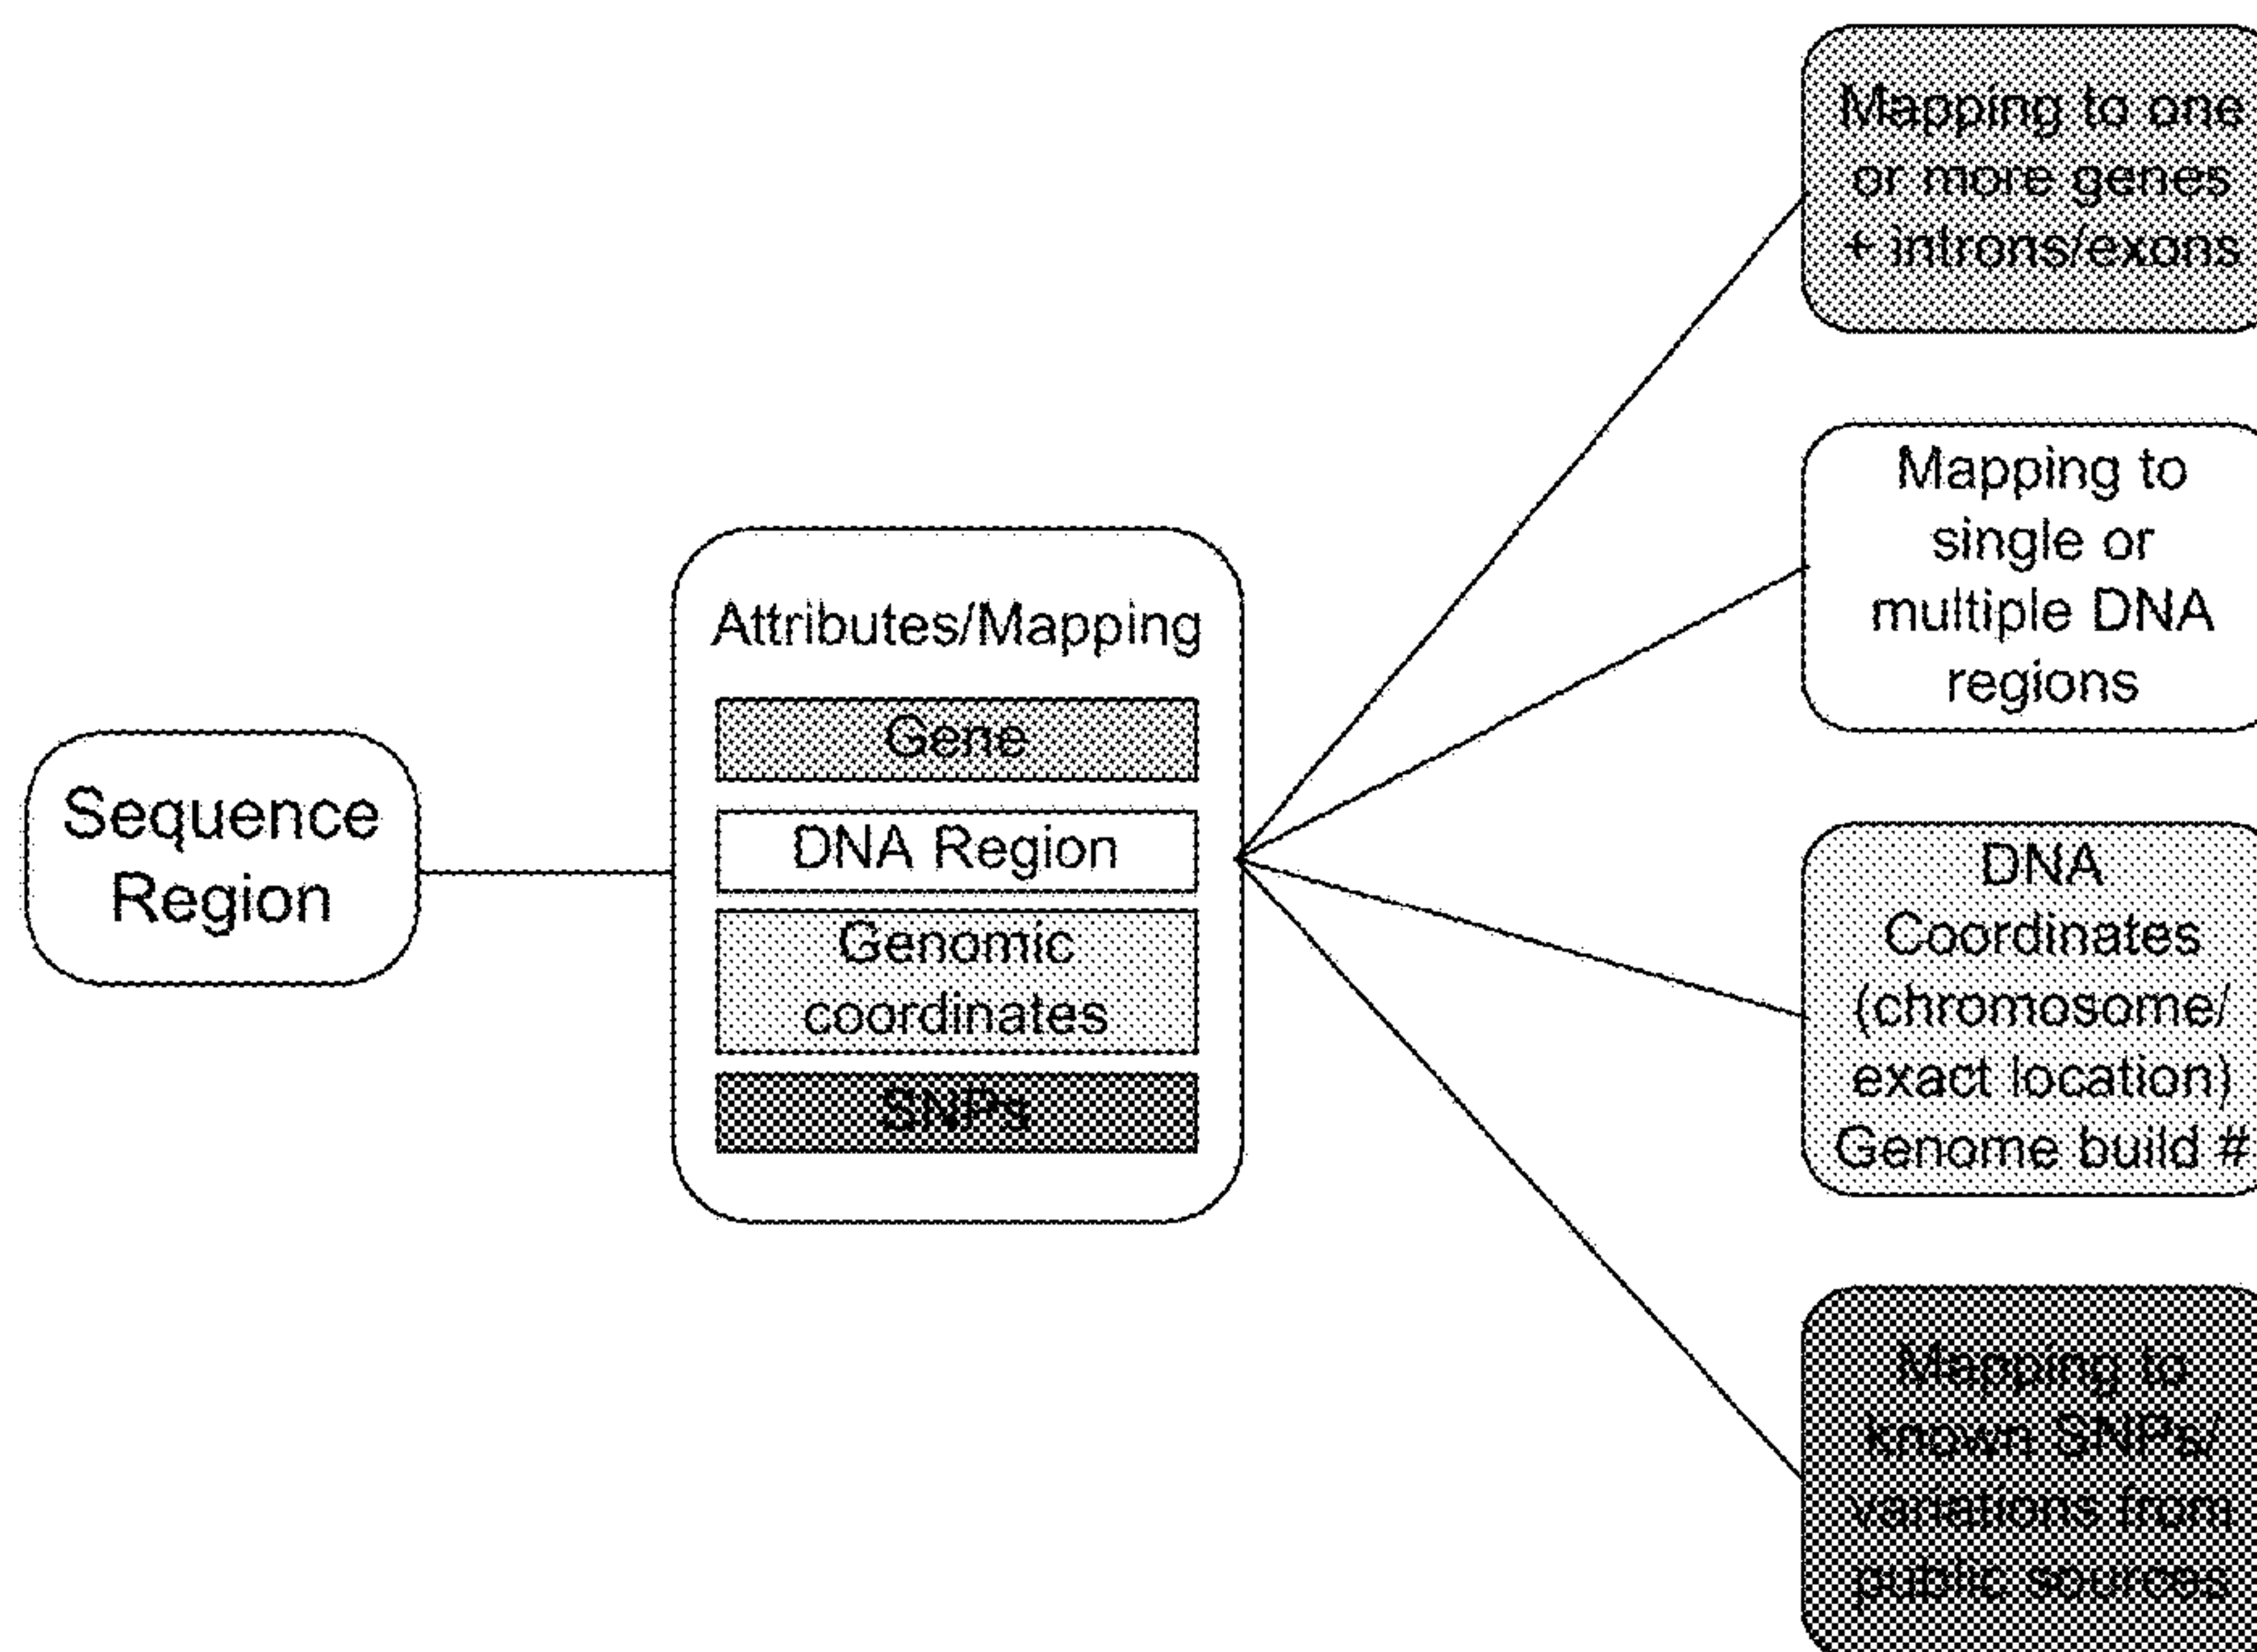 Sequence
Region
Attributes/Mapping
Gene
DNA Region
Genomic
coordinates
SNPs
Mapping to one
or more genes
+ introns/exons
Mapping to
single or
multiple DNA
regions
DNA
Coordinates
(chromosome/
exact location)
Genome build #
Mapping to
known SNPs/
variations from
public sources